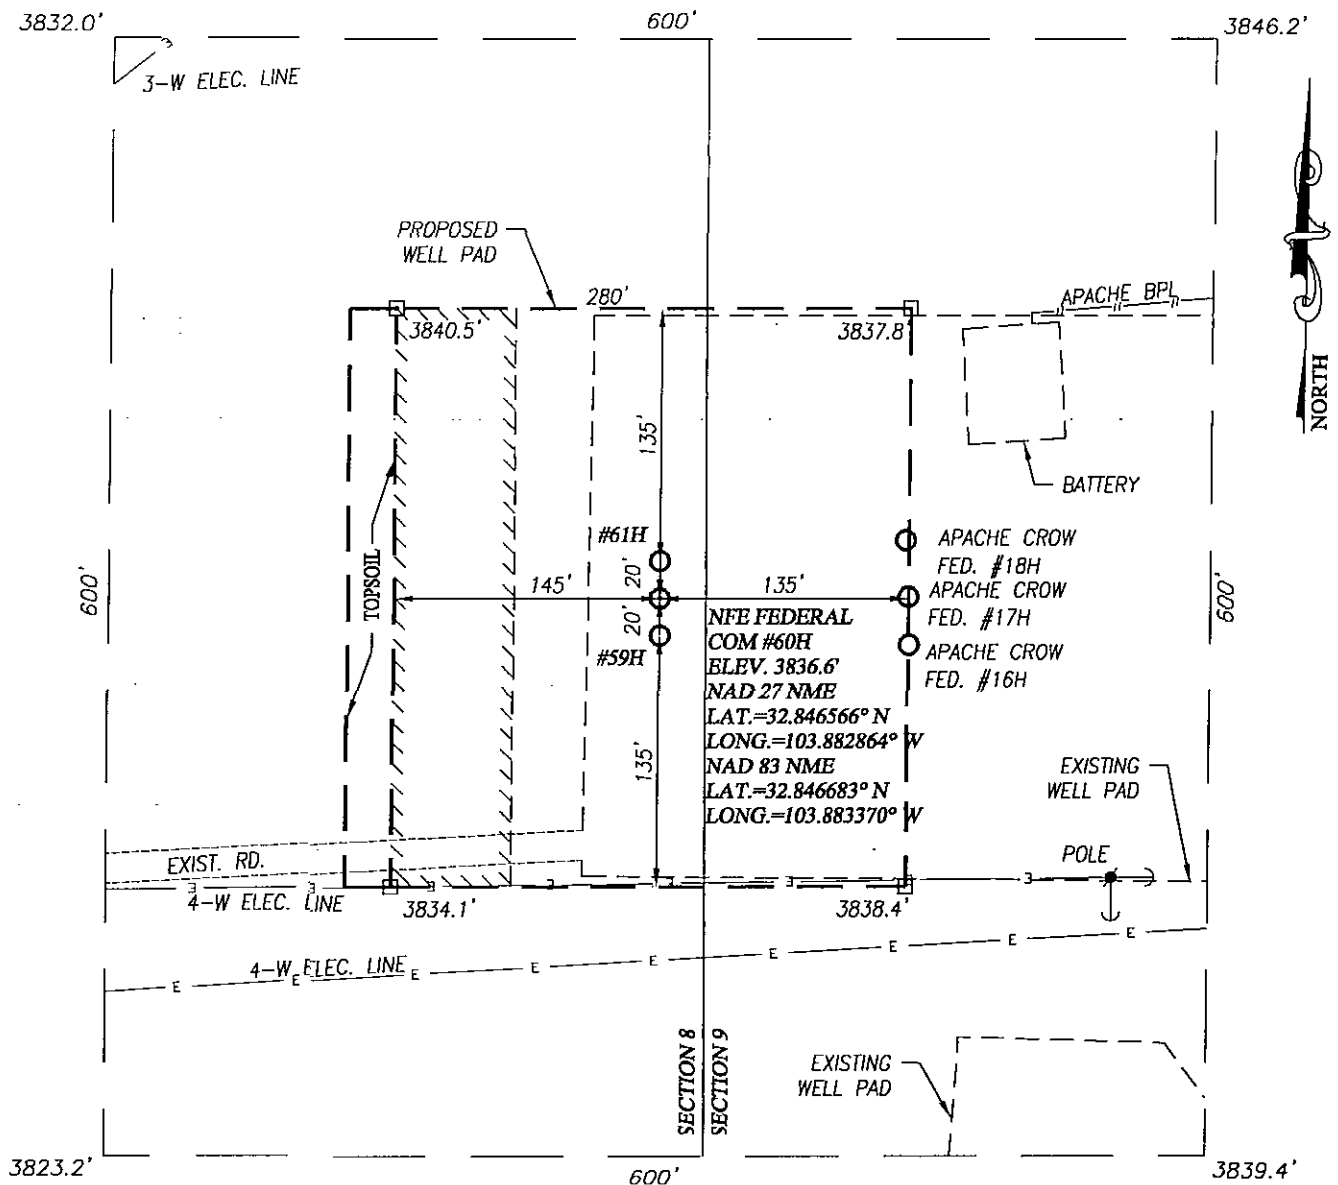 3832.0'
600'
3846.2'
3-W ELEC. LINE
PROPOSED
WELL PAD
280'
APACHE BPL
3840.5'
3837.8'
NORTH
135'
BATTERY
#61H
APACHE CROW
FED. #18H
TOPSOIL
600'
145'
20'
135'
APACHE CROW
FED. #17H
600'
20'
#59H
APACHE CROW
FED. #16H
NFE FEDERAL
COM #60H
ELEV. 3836.6'
NAD 27 NME
LAT.=32.846566° N
LONG.=103.882864° W
NAD 83 NME
LAT.=32.846683° N
LONG.=103.883370° W
135'
EXISTING
WELL PAD
EXIST. RD.
POLE
4-W ELEC. LINE
3834.1'
3838.4'
4-W ELEC. LINE
E E E E E E E E E
SECTION 8
SECTION 9
EXISTING
WELL PAD
3823.2'
600'
3839.4'